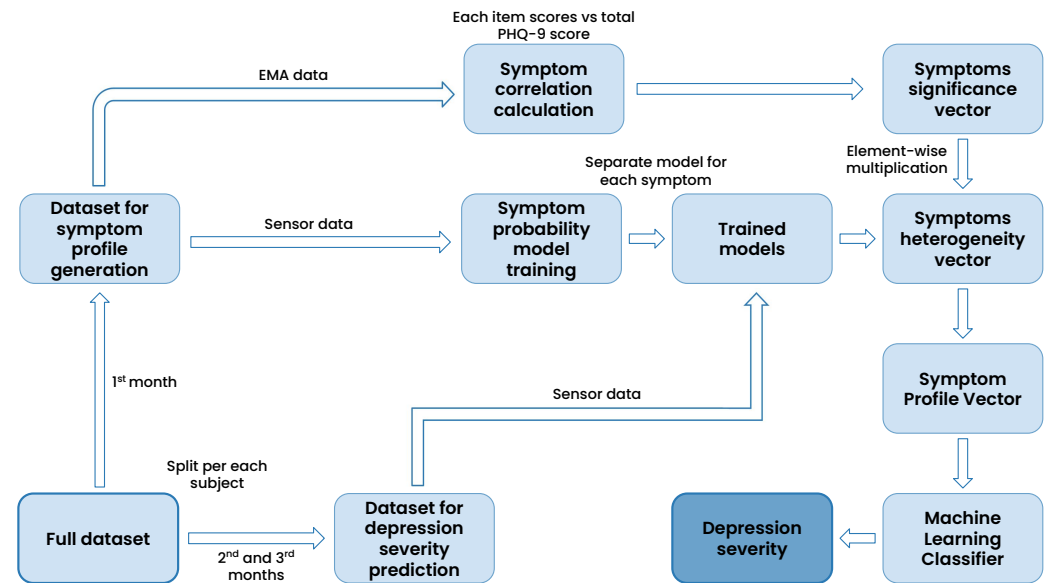 Each item scores vs total
PHQ-9 score
EMA data
Symptom
correlation
calculation
Symptoms
significance
vector
Element-wise
multiplication
Separate model for
each symptom
Dataset for
symptom
profile
generation
Sensor data
Symptom
probability
model
training
Trained
models
Symptoms
heterogeneity
vector
1st month
Sensor data
Symptom
Profile Vector
Split per each
subject
Full dataset
2nd and 3rd
months
Dataset for
depression
severity
prediction
Depression
severity
Machine
Learning
Classifier